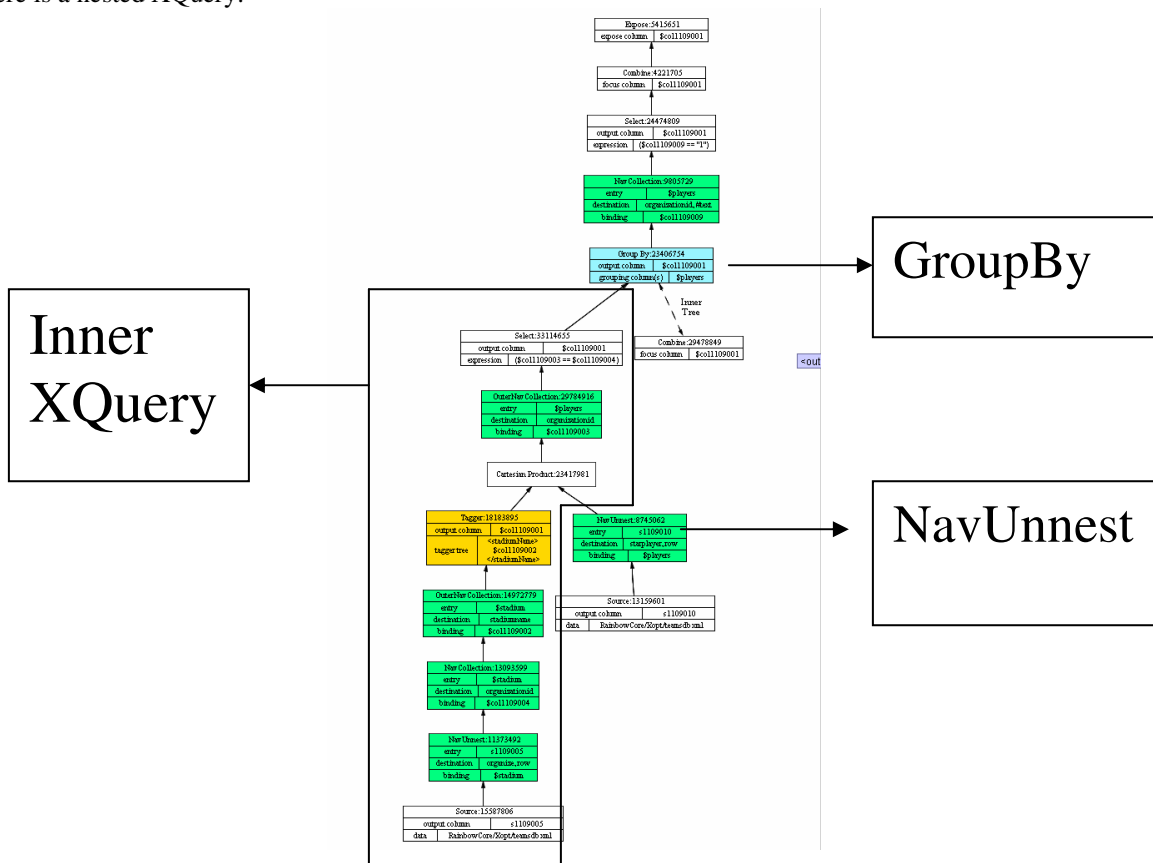 ere is a nested XQuery.
Expose:5415651
expose column $col1109001
Combine:4221705
focus column $col1109001
Select:24474809
output column $col1109001
expression ($col1109009 == "1")
NavCollection:9805729
entry $players
destination organizationid, #text
binding $col1109009
Group By:23406754
output column $col1109001
grouping column(s) $players
GroupBy
Inner
Tree
Inner
XQuery
Select:33114655
output column $col1109001
expression ($col1109003 == $col1109004)
Combine:29478849
focus column $col1109001
<out
OuterNavCollection:29784916
entry $players
destination organizationid
binding $col1109003
Cartesian Product:23417981
Tagger:18183895
output column $col1109001
tagger tree <stadiumName>
$col1109002
</stadiumName>
NavUnnest:8745062
entry s1109010
destination starplayer,row
binding $players
NavUnnest
OuterNavCollection:14972779
entry $stadium
destination stadiumname
binding $col1109002
Source:13159601
output column s1109010
data RainbowCore/Xopt/teamsdb.xml
NavCollection:13093599
entry $stadium
destination organizationid
binding $col1109004
NavUnnest:11373492
entry s1109005
destination organize,row
binding $stadium
Source:15587806
output column s1109005
data RainbowCore/Xopt/teamsdb.xml